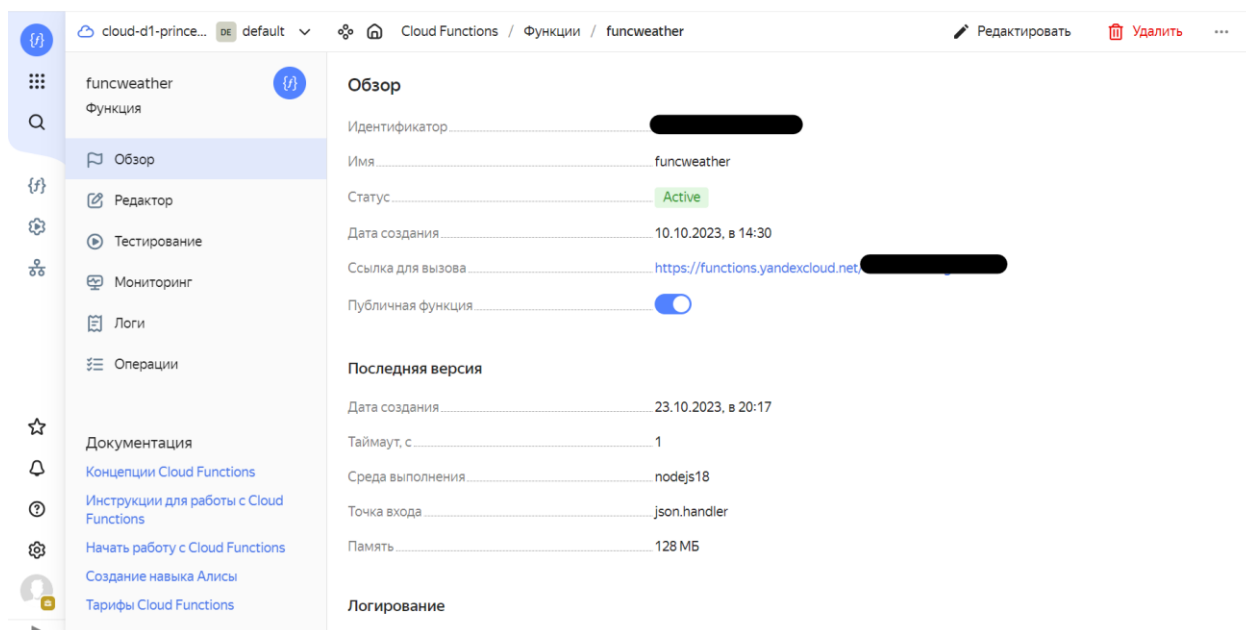 {f}
cloud-d1-prince... DE default
Cloud Functions / Функции / funcweather
Редактировать
Удалить
...
funcweather
Функция
{f}
Обзор
Редактор
Тестирование
Мониторинг
Логи
Операции
Документация
Концепции Cloud Functions
Инструкции для работы с Cloud
Functions
Начать работу с Cloud Functions
Создание навыка Алисы
Тарифы Cloud Functions
{f}
Обзор
Идентификатор
Имя funcweather
Статус Active
Дата создания 10.10.2023, в 14:30
Ссылка для вызова https://functions.yandexcloud.net/
Публичная функция
Последняя версия
Дата создания 23.10.2023, в 20:17
Таймаут, с 1
Среда выполнения nodejs18
Точка входа json.handler
Память 128 МБ
Логирование